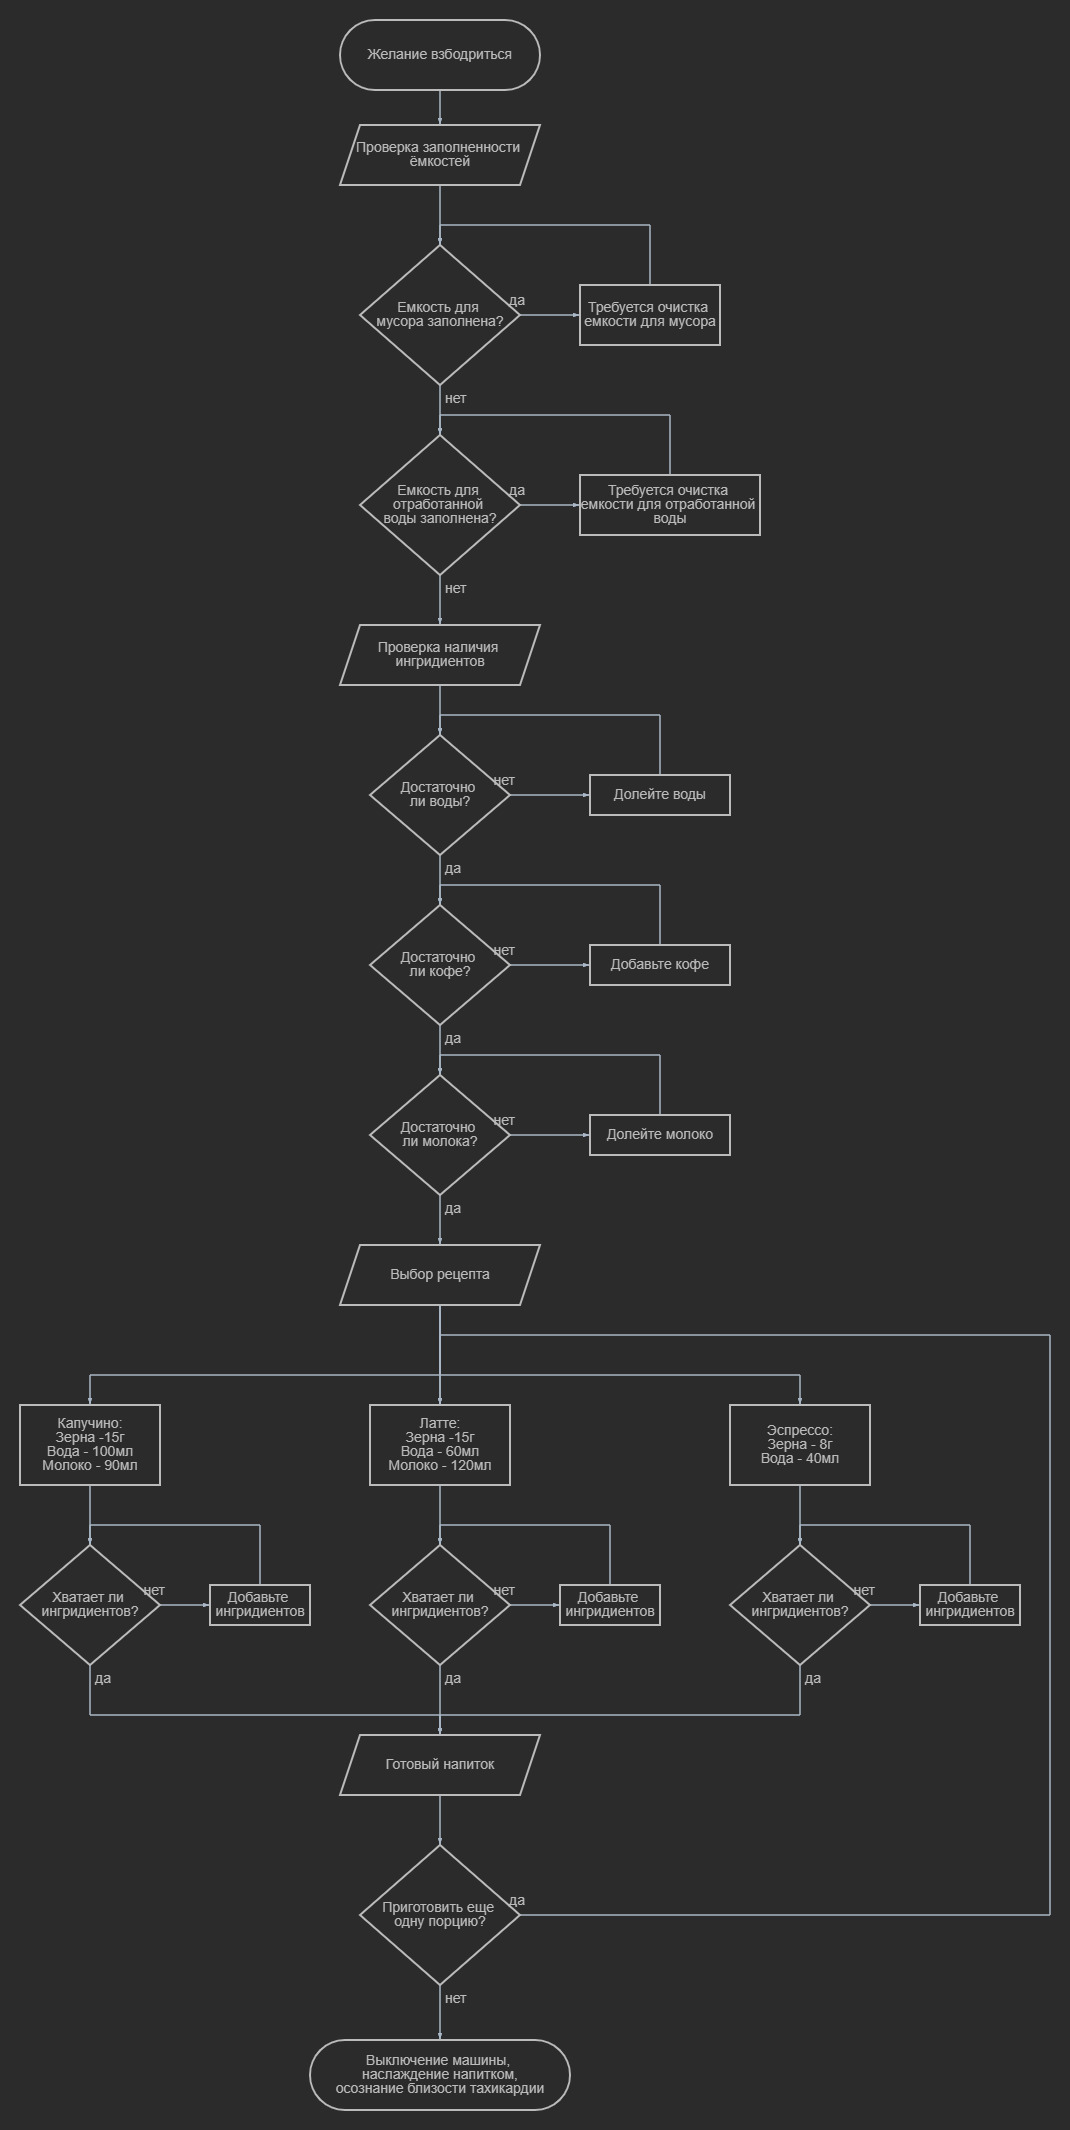 Желание взбодриться
Проверка заполненности
ёмкостей
Емкость для
мусора заполнена?
да
Требуется очистка
емкости для мусора
нет
Емкость для
отработанной
воды заполнена?
да
Требуется очистка
емкости для отработанной
воды
нет
Проверка наличия
ингридиентов
Достаточно
ли воды?
нет
Долейте воды
да
Достаточно
ли кофе?
нет
Добавьте кофе
да
Достаточно
ли молока?
нет
Долейте молоко
да
Выбор рецепта
Капучино:
Зерна -15г
Вода - 100мл
Молоко - 90мл
Латте:
Зерна -15г
Вода - 60мл
Молоко - 120мл
Эспрессо:
Зерна - 8г
Вода - 40мл
Хватает ли
ингридиентов?
нет
Добавьте
ингридиентов
да
Хватает ли
ингридиентов?
нет
Добавьте
ингридиентов
да
Хватает ли
ингридиентов?
нет
Добавьте
ингридиентов
да
Готовый напиток
Приготовить еще
одну порцию?
да
нет
Выключение машины,
наслаждение напитком,
осознание близости тахикардии